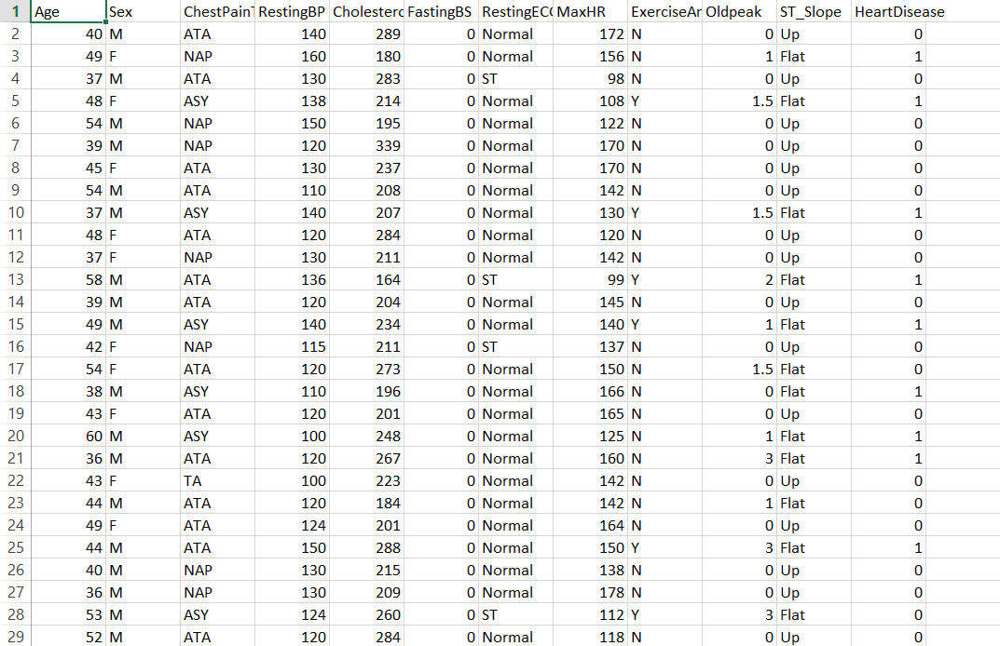 1 Age Sex ChestPainT RestingBP Cholestero FastingBS RestingECG MaxHR ExerciseAn Oldpeak ST_Slope HeartDisease
2 40 M ATA 140 289 0 Normal 172 N 0 Up 0
3 49 F NAP 160 180 0 Normal 156 N 1 Flat 1
4 37 M ATA 130 283 0 ST 98 N 0 Up 0
5 48 F ASY 138 214 0 Normal 108 Y 1.5 Flat 1
6 54 M NAP 150 195 0 Normal 122 N 0 Up 0
7 39 M NAP 120 339 0 Normal 170 N 0 Up 0
8 45 F ATA 130 237 0 Normal 170 N 0 Up 0
9 54 M ATA 110 208 0 Normal 142 N 0 Up 0
10 37 M ASY 140 207 0 Normal 130 Y 1.5 Flat 1
11 48 F ATA 120 284 0 Normal 120 N 0 Up 0
12 37 F NAP 130 211 0 Normal 142 N 0 Up 0
13 58 M ATA 136 164 0 ST 99 Y 2 Flat 1
14 39 M ATA 120 204 0 Normal 145 N 0 Up 0
15 49 M ASY 140 234 0 Normal 140 Y 1 Flat 1
16 42 F NAP 115 211 0 ST 137 N 0 Up 0
17 54 F ATA 120 273 0 Normal 150 N 1.5 Flat 0
18 38 M ASY 110 196 0 Normal 166 N 0 Flat 1
19 43 F ATA 120 201 0 Normal 165 N 0 Up 0
20 60 M ASY 100 248 0 Normal 125 N 1 Flat 1
21 36 M ATA 120 267 0 Normal 160 N 3 Flat 1
22 43 F TA 100 223 0 Normal 142 N 0 Up 0
23 44 M ATA 120 184 0 Normal 142 N 1 Flat 0
24 49 F ATA 124 201 0 Normal 164 N 0 Up 0
25 44 M ATA 150 288 0 Normal 150 Y 3 Flat 1
26 40 M NAP 130 215 0 Normal 138 N 0 Up 0
27 36 M NAP 130 209 0 Normal 178 N 0 Up 0
28 53 M ASY 124 260 0 ST 112 Y 3 Flat 0
29 52 M ATA 120 284 0 Normal 118 N 0 Up 0